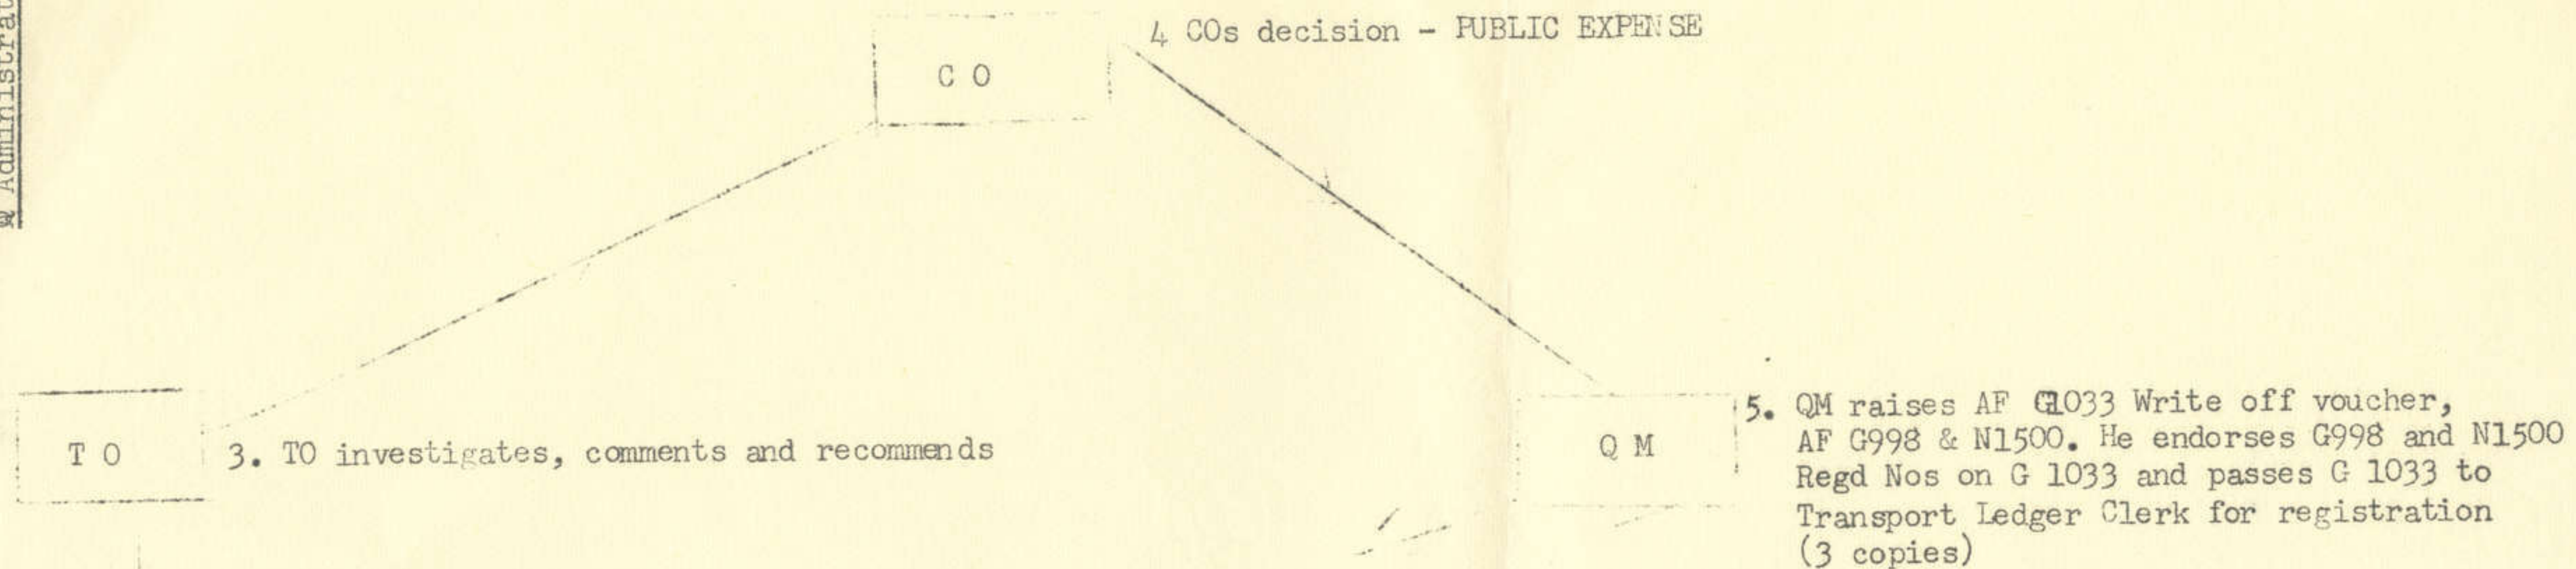 Q Administrat
4 COs decision - PUBLIC EXPENSE
C O
T O
3. TO investigates, comments and recommends
Q M
5. QM raises AF G1033 Write off voucher,
AF G998 & N1500. He endorses G998 and N1500
Regd Nos on G 1033 and passes G 1033 to
Transport Ledger Clerk for registration
(3 copies)